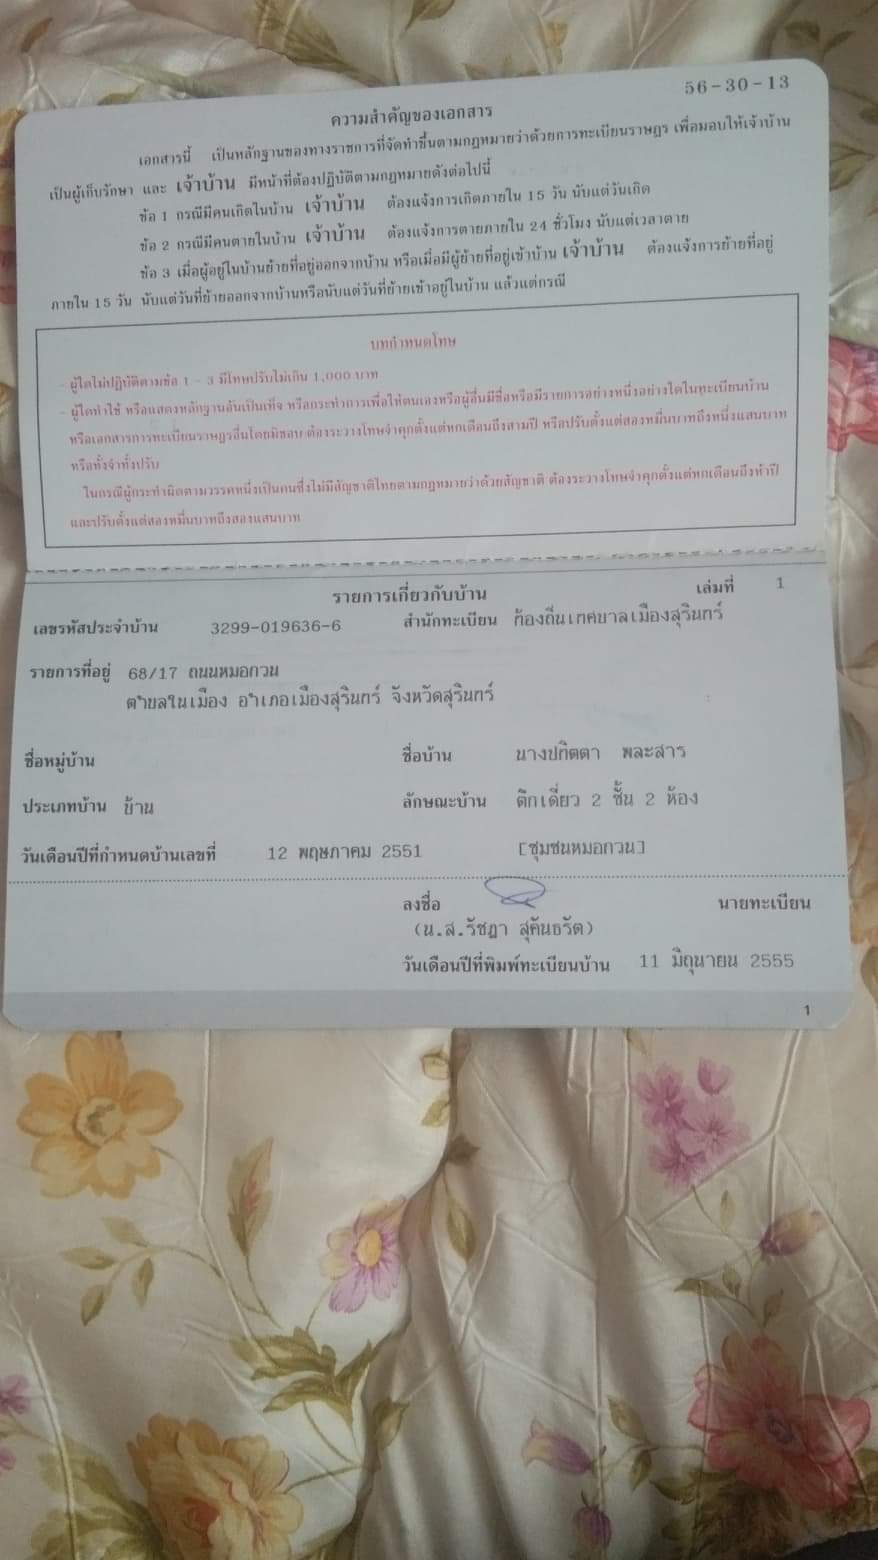 56-30-13
ความสำคัญของเอกสาร
เอกสารนี้ เป็นหลักฐานของทางราชการที่จัดทำขึ้นตามกฎหมายว่าด้วยการทะเบียนราษฎร เพื่อมอบให้เจ้าบ้าน
เป็นผู้เก็บรักษา และ เจ้าบ้าน มีหน้าที่ต้องปฏิบัติตามกฎหมายดังต่อไปนี้
ข้อ 1 กรณีมีคนเกิดในบ้าน เจ้าบ้าน ต้องแจ้งการเกิดภายใน 15 วัน นับแต่วันเกิด
ข้อ 2 กรณีมีคนตายในบ้าน เจ้าบ้าน ต้องแจ้งการตายภายใน 24 ชั่วโมง นับแต่เวลาตาย
ข้อ 3 เมื่อผู้อยู่ในบ้านย้ายที่อยู่ออกจากบ้าน หรือเมื่อมีผู้ย้ายที่อยู่เข้าบ้าน เจ้าบ้าน ต้องแจ้งการย้ายที่อยู่
ภายใน 15 วัน นับแต่วันที่ย้ายออกจากบ้านหรือนับแต่วันที่ย้ายเข้าอยู่ในบ้าน แล้วแต่กรณี
บทกำหนดโทษ
- ผู้ใดไม่ปฏิบัติตามข้อ 1 - 3 มีโทษปรับไม่เกิน 1,000 บาท
- ผู้ใดทำใช้ หรือแสดงหลักฐานอันเป็นเท็จ หรือกระทำการเพื่อให้ตนเองหรือผู้อื่นมีชื่อหรือมีรายการอย่างหนึ่งอย่างใดในทะเบียนบ้าน
หรือเอกสารการทะเบียนราษฎรอื่นโดยมิชอบ ต้องระวางโทษจำคุกตั้งแต่หกเดือนถึงสามปี หรือปรับตั้งแต่สองหมื่นบาทถึงหนึ่งแสนบาท
หรือทั้งจำทั้งปรับ
ในกรณีผู้กระทำผิดตามวรรคหนึ่งเป็นคนซึ่งไม่มีสัญชาติไทยตามกฎหมายว่าด้วยสัญชาติ ต้องระวางโทษจำคุกตั้งแต่หกเดือนถึงห้าปี
และปรับตั้งแต่สองหมื่นบาทถึงสองแสนบาท
รายการเกี่ยวกับบ้าน เล่มที่ 1
เลขรหัสประจำบ้าน 3299-019636-6 สำนักทะเบียน ท้องถิ่นเทศบาลเมืองสุรินทร์
รายการที่อยู่ 68/17 ถนนหมอกวน
ตำบลในเมือง อำเภอเมืองสุรินทร์ จังหวัดสุรินทร์
ชื่อหมู่บ้าน ชื่อบ้าน นางปกิตตา พละสาร
ประเภทบ้าน บ้าน ลักษณะบ้าน ตึกเดี่ยว 2 ชั้น 2 ห้อง
วันเดือนปีที่กำหนดบ้านเลขที่ 12 พฤษภาคม 2551 [ชุมชนหมอกวน]
ลงชื่อ นายทะเบียน
(น.ส.รัชฎา สุคันธรัต)
วันเดือนปีที่พิมพ์ทะเบียนบ้าน 11 มิถุนายน 2555
1